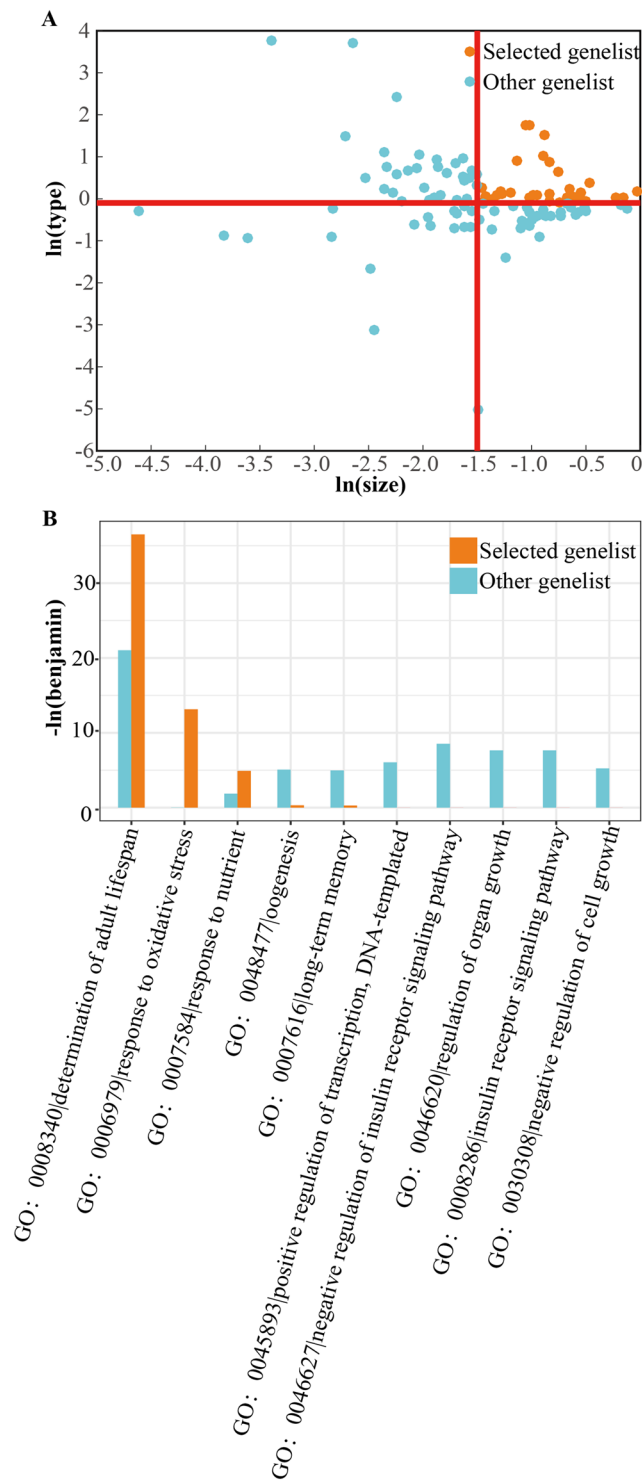 A
4
3
2
1
0
-1
-2
-3
-4
-5
-6
ln(type)
Selected genelist
Other genelist
-5.0 -4.5 -4.0 -3.5 -3.0 -2.5 -2.0 -1.5 -1.0 -0.5 0
ln(size)
B
30
20
10
0
-ln(benjamin)
Selected genelist
Other genelist
GO: 0008340|determination of adult lifespan
GO: 0006979|response to oxidative stress
GO: 0007584|response to nutrient
GO: 0048477|oogenesis
GO: 0007616|long-term memory
GO: 0045893|positive regulation of transcription, DNA-templated
GO: 0046627|negative regulation of insulin receptor signaling pathway
GO: 0046620|regulation of organ growth
GO: 0008286|insulin receptor signaling pathway
GO: 0030308|negative regulation of cell growth